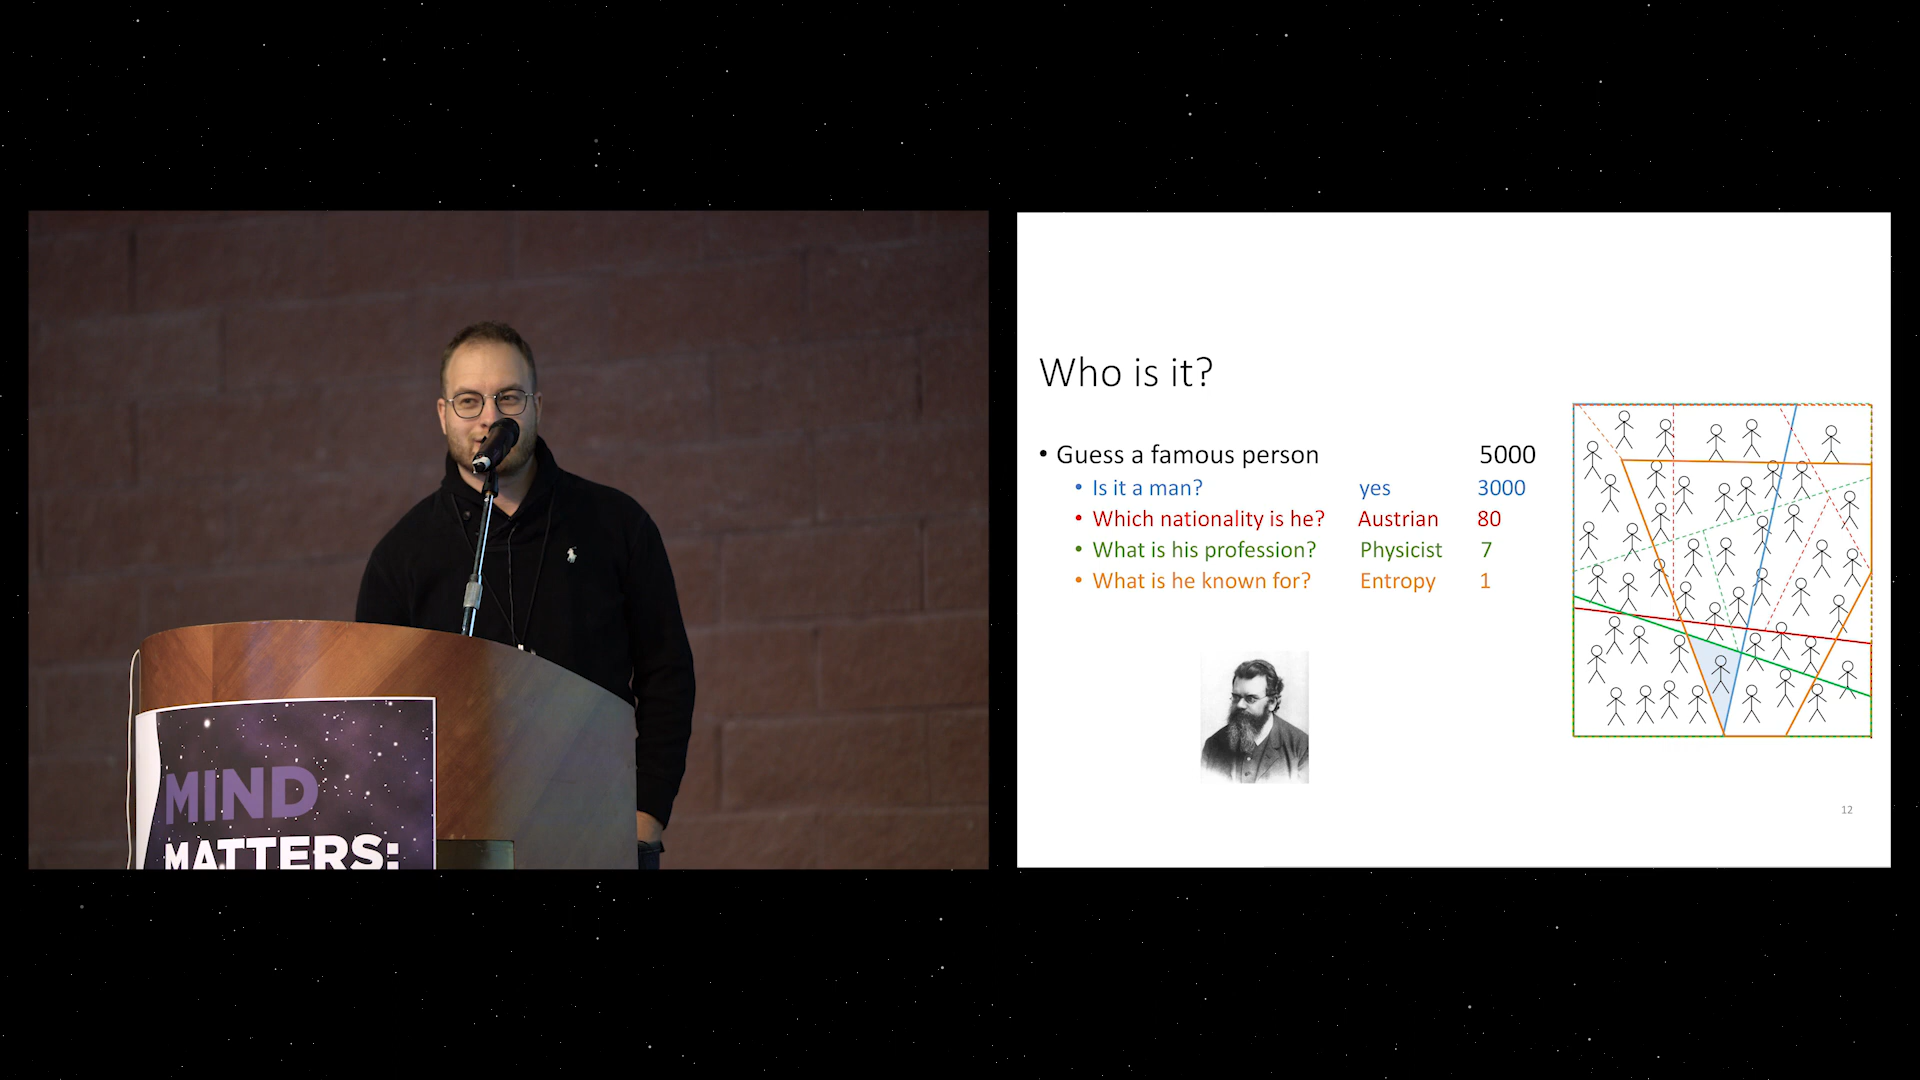 MIND
MATTERS:
Who is it?
• Guess a famous person 5000
• Is it a man? yes 3000
• Which nationality is he? Austrian 80
• What is his profession? Physicist 7
• What is he known for? Entropy 1
12